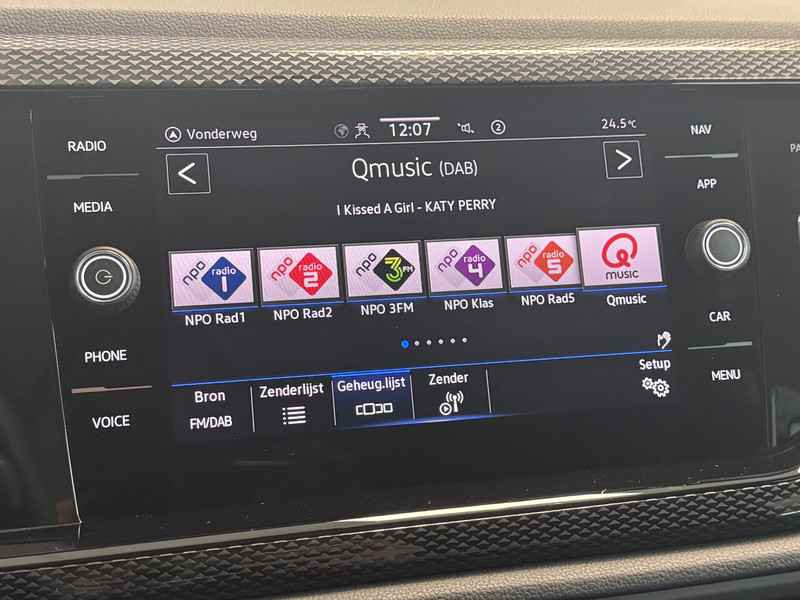 RADIO
MEDIA
PHONE
VOICE
Vonderweg
12:07
2
24.5°C
Qmusic (DAB)
I Kissed A Girl - KATY PERRY
npo radio 1
npo radio 2
npo 3FM
npo radio 4
npo radio 5
Q MUSIC
NPO Rad1
NPO Rad2
NPO 3FM
NPO Klas
NPO Rad5
Qmusic
Bron
FM/DAB
Zenderlijst
Geheug.lijst
Zender
Setup
NAV
APP
CAR
MENU